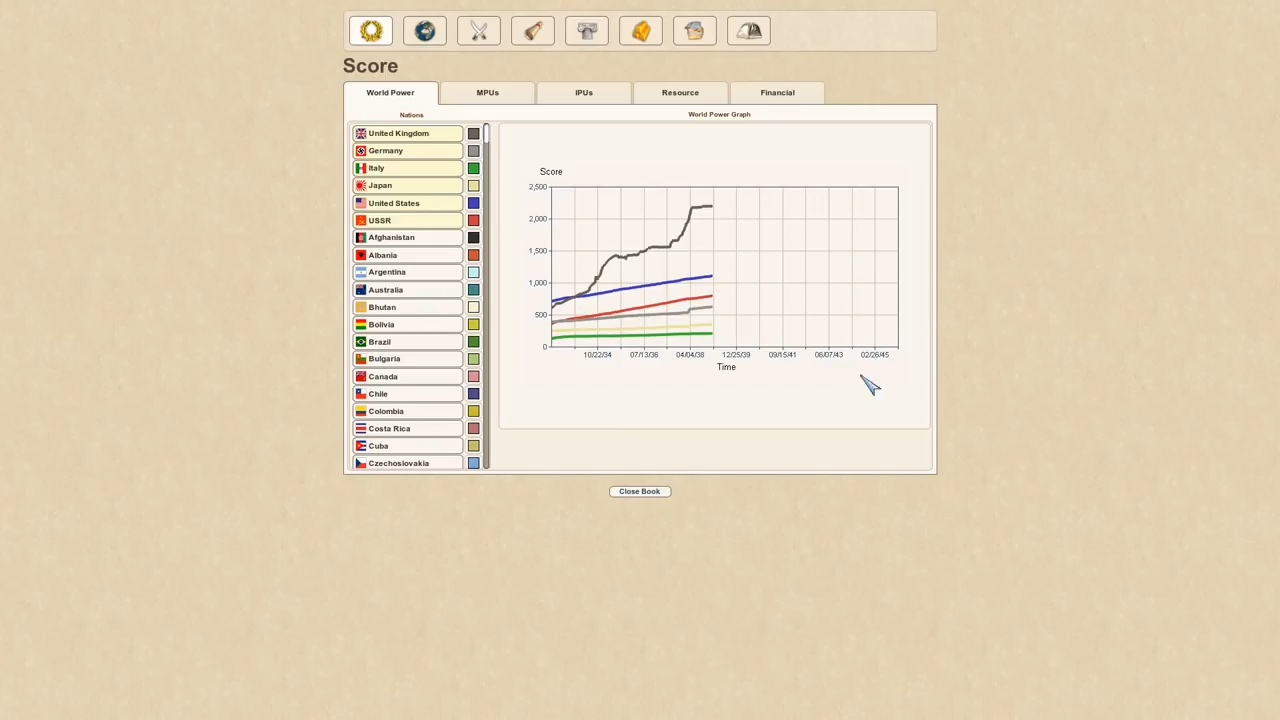 Score
World Power
MPUs
IPUs
Resource
Financial
Nations
World Power Graph
United Kingdom
Germany
Italy
Japan
United States
USSR
Afghanistan
Albania
Argentina
Australia
Bhutan
Bolivia
Brazil
Bulgaria
Canada
Chile
Colombia
Costa Rica
Cuba
Czechoslovakia
Score
2,500
2,000
1,500
1,000
500
0
10/22/34 07/13/36 04/04/38 12/25/39 09/15/41 06/07/43 02/26/45
Time
Close Book